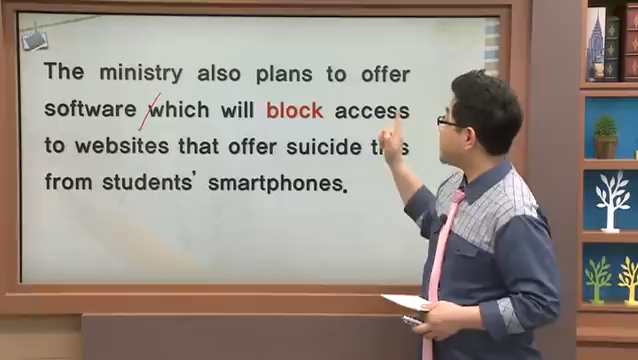 The ministry also plans to offer
software which will block access
to websites that offer suicide
from students' smartphones.